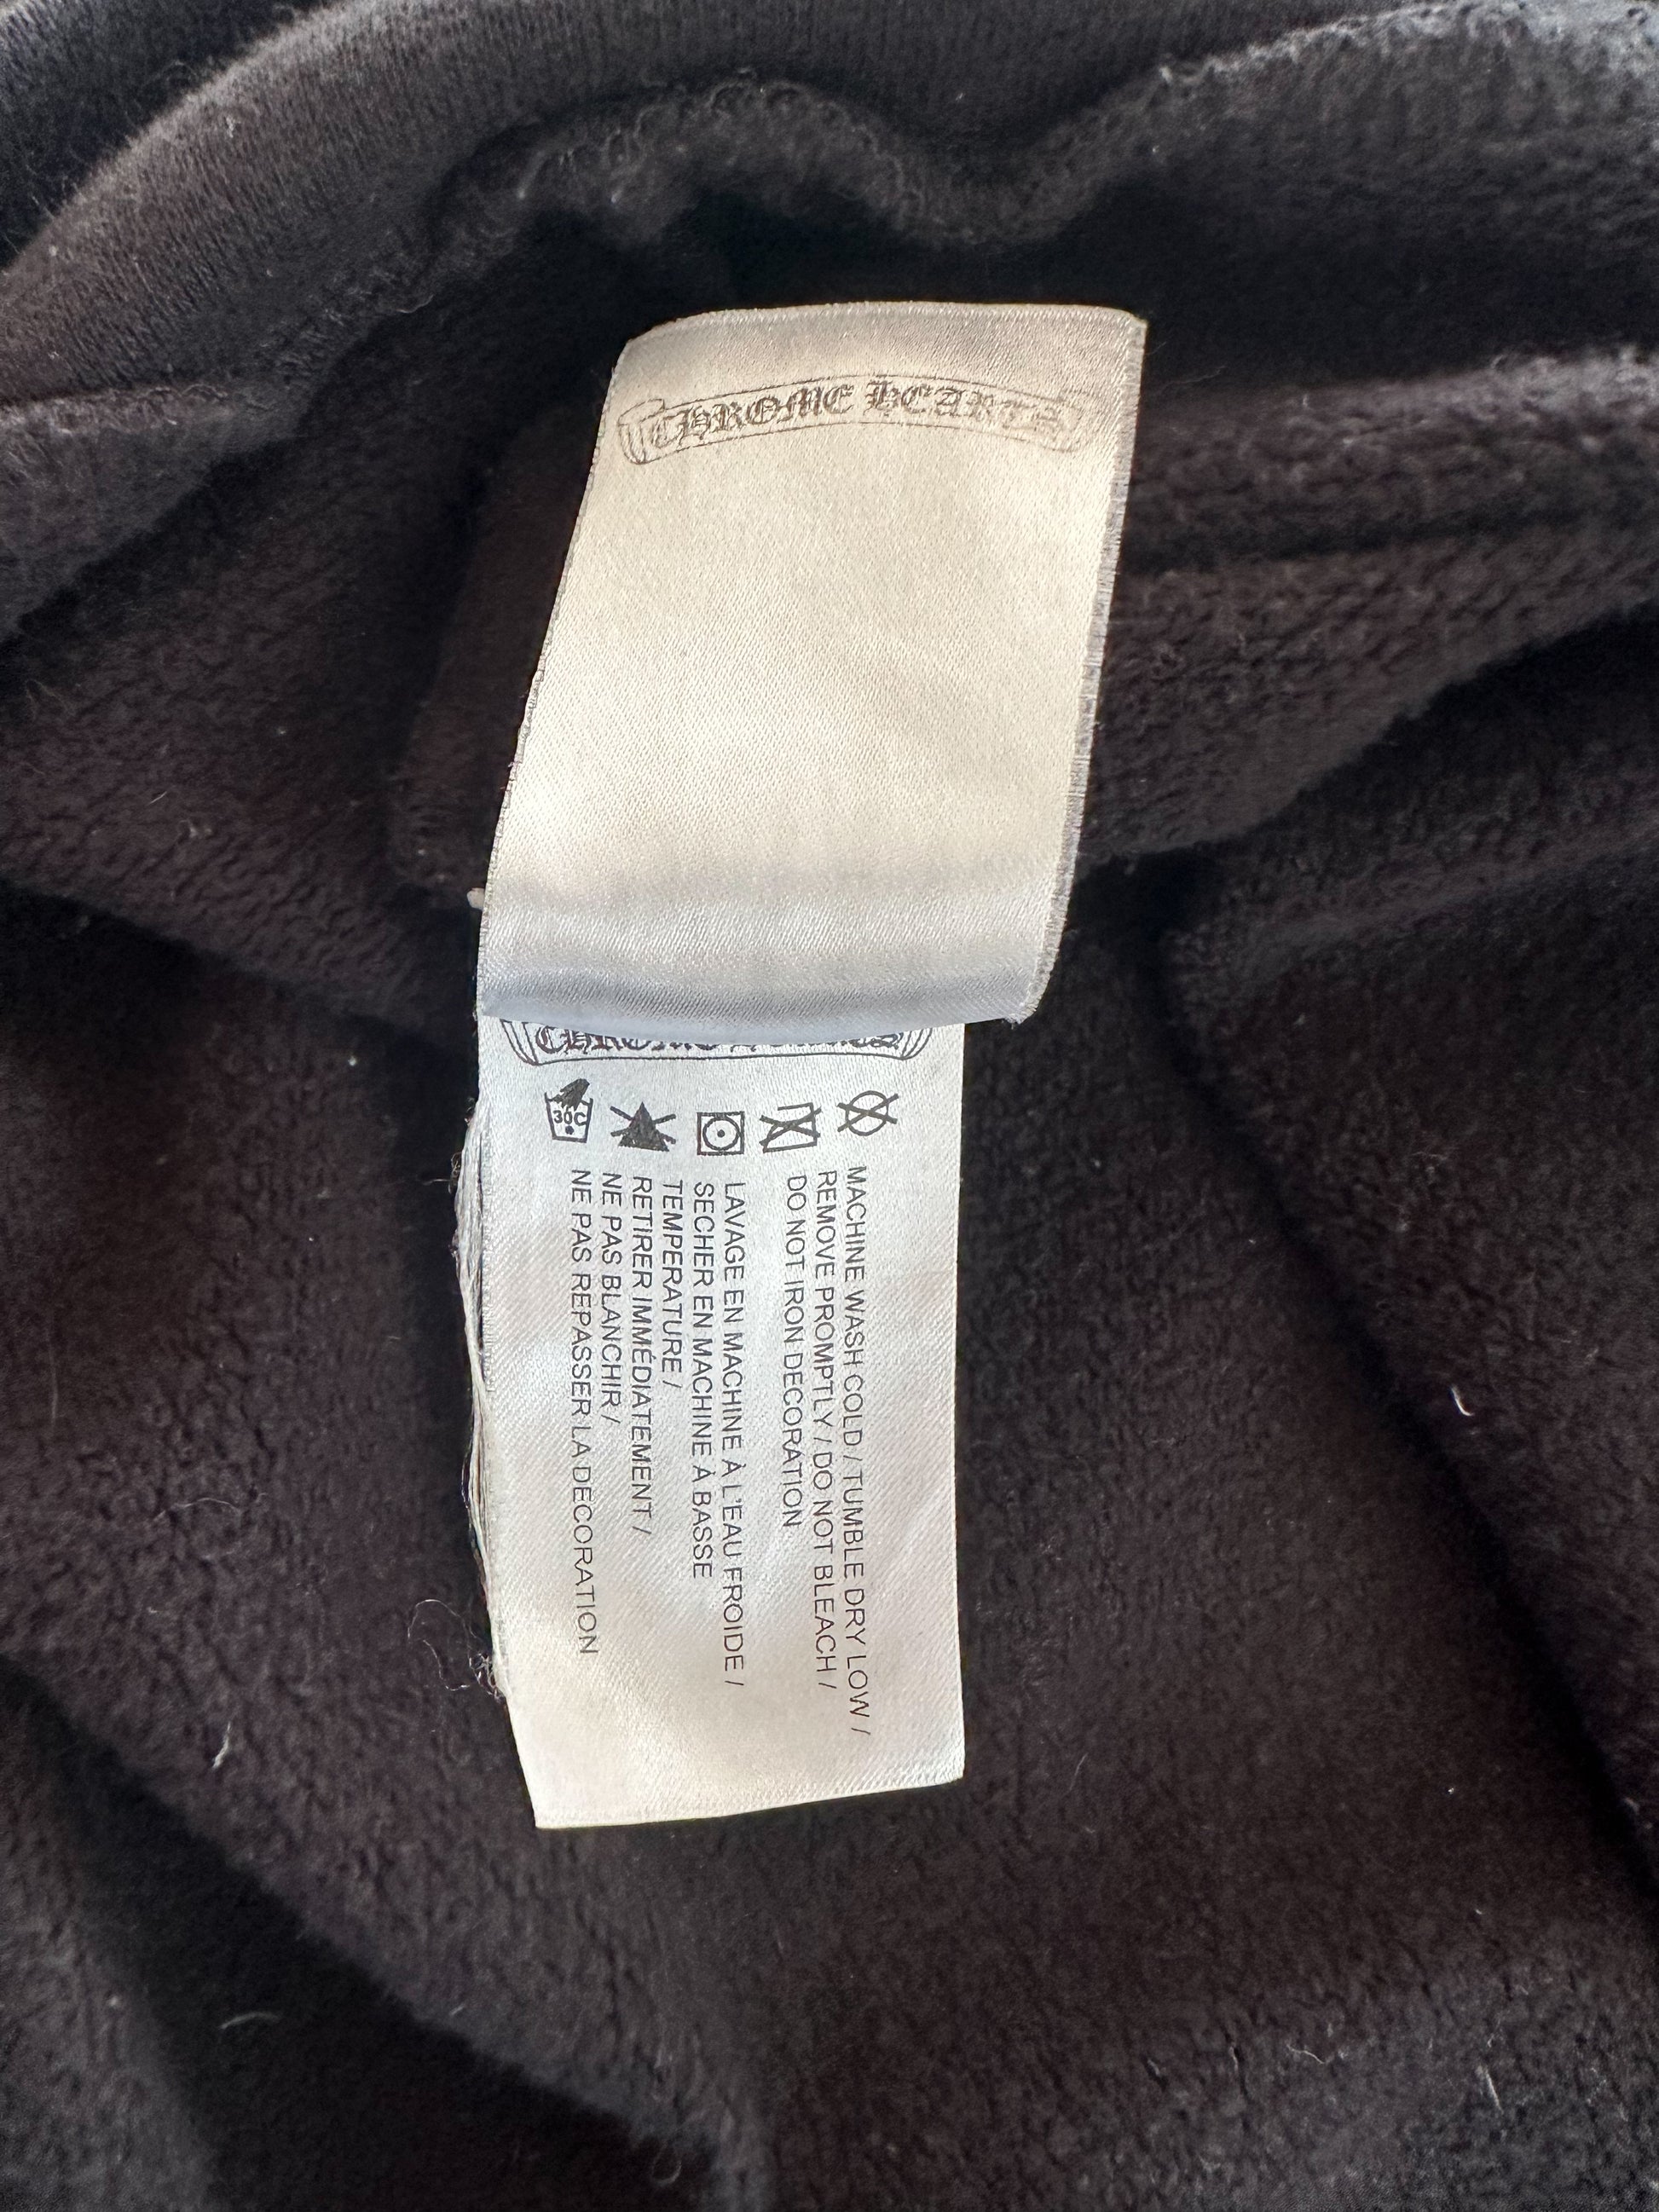 CHROME HEARTS
CHROME HEARTS
30C
MACHINE WASH COLD / TUMBLE DRY LOW /
REMOVE PROMPTLY / DO NOT BLEACH /
DO NOT IRON DECORATION
LAVAGE EN MACHINE À L'EAU FROIDE /
SECHER EN MACHINE À BASSE
TEMPERATURE /
RETIRER IMMÉDIATEMENT /
NE PAS BLANCHIR /
NE PAS REPASSER LA DECORATION